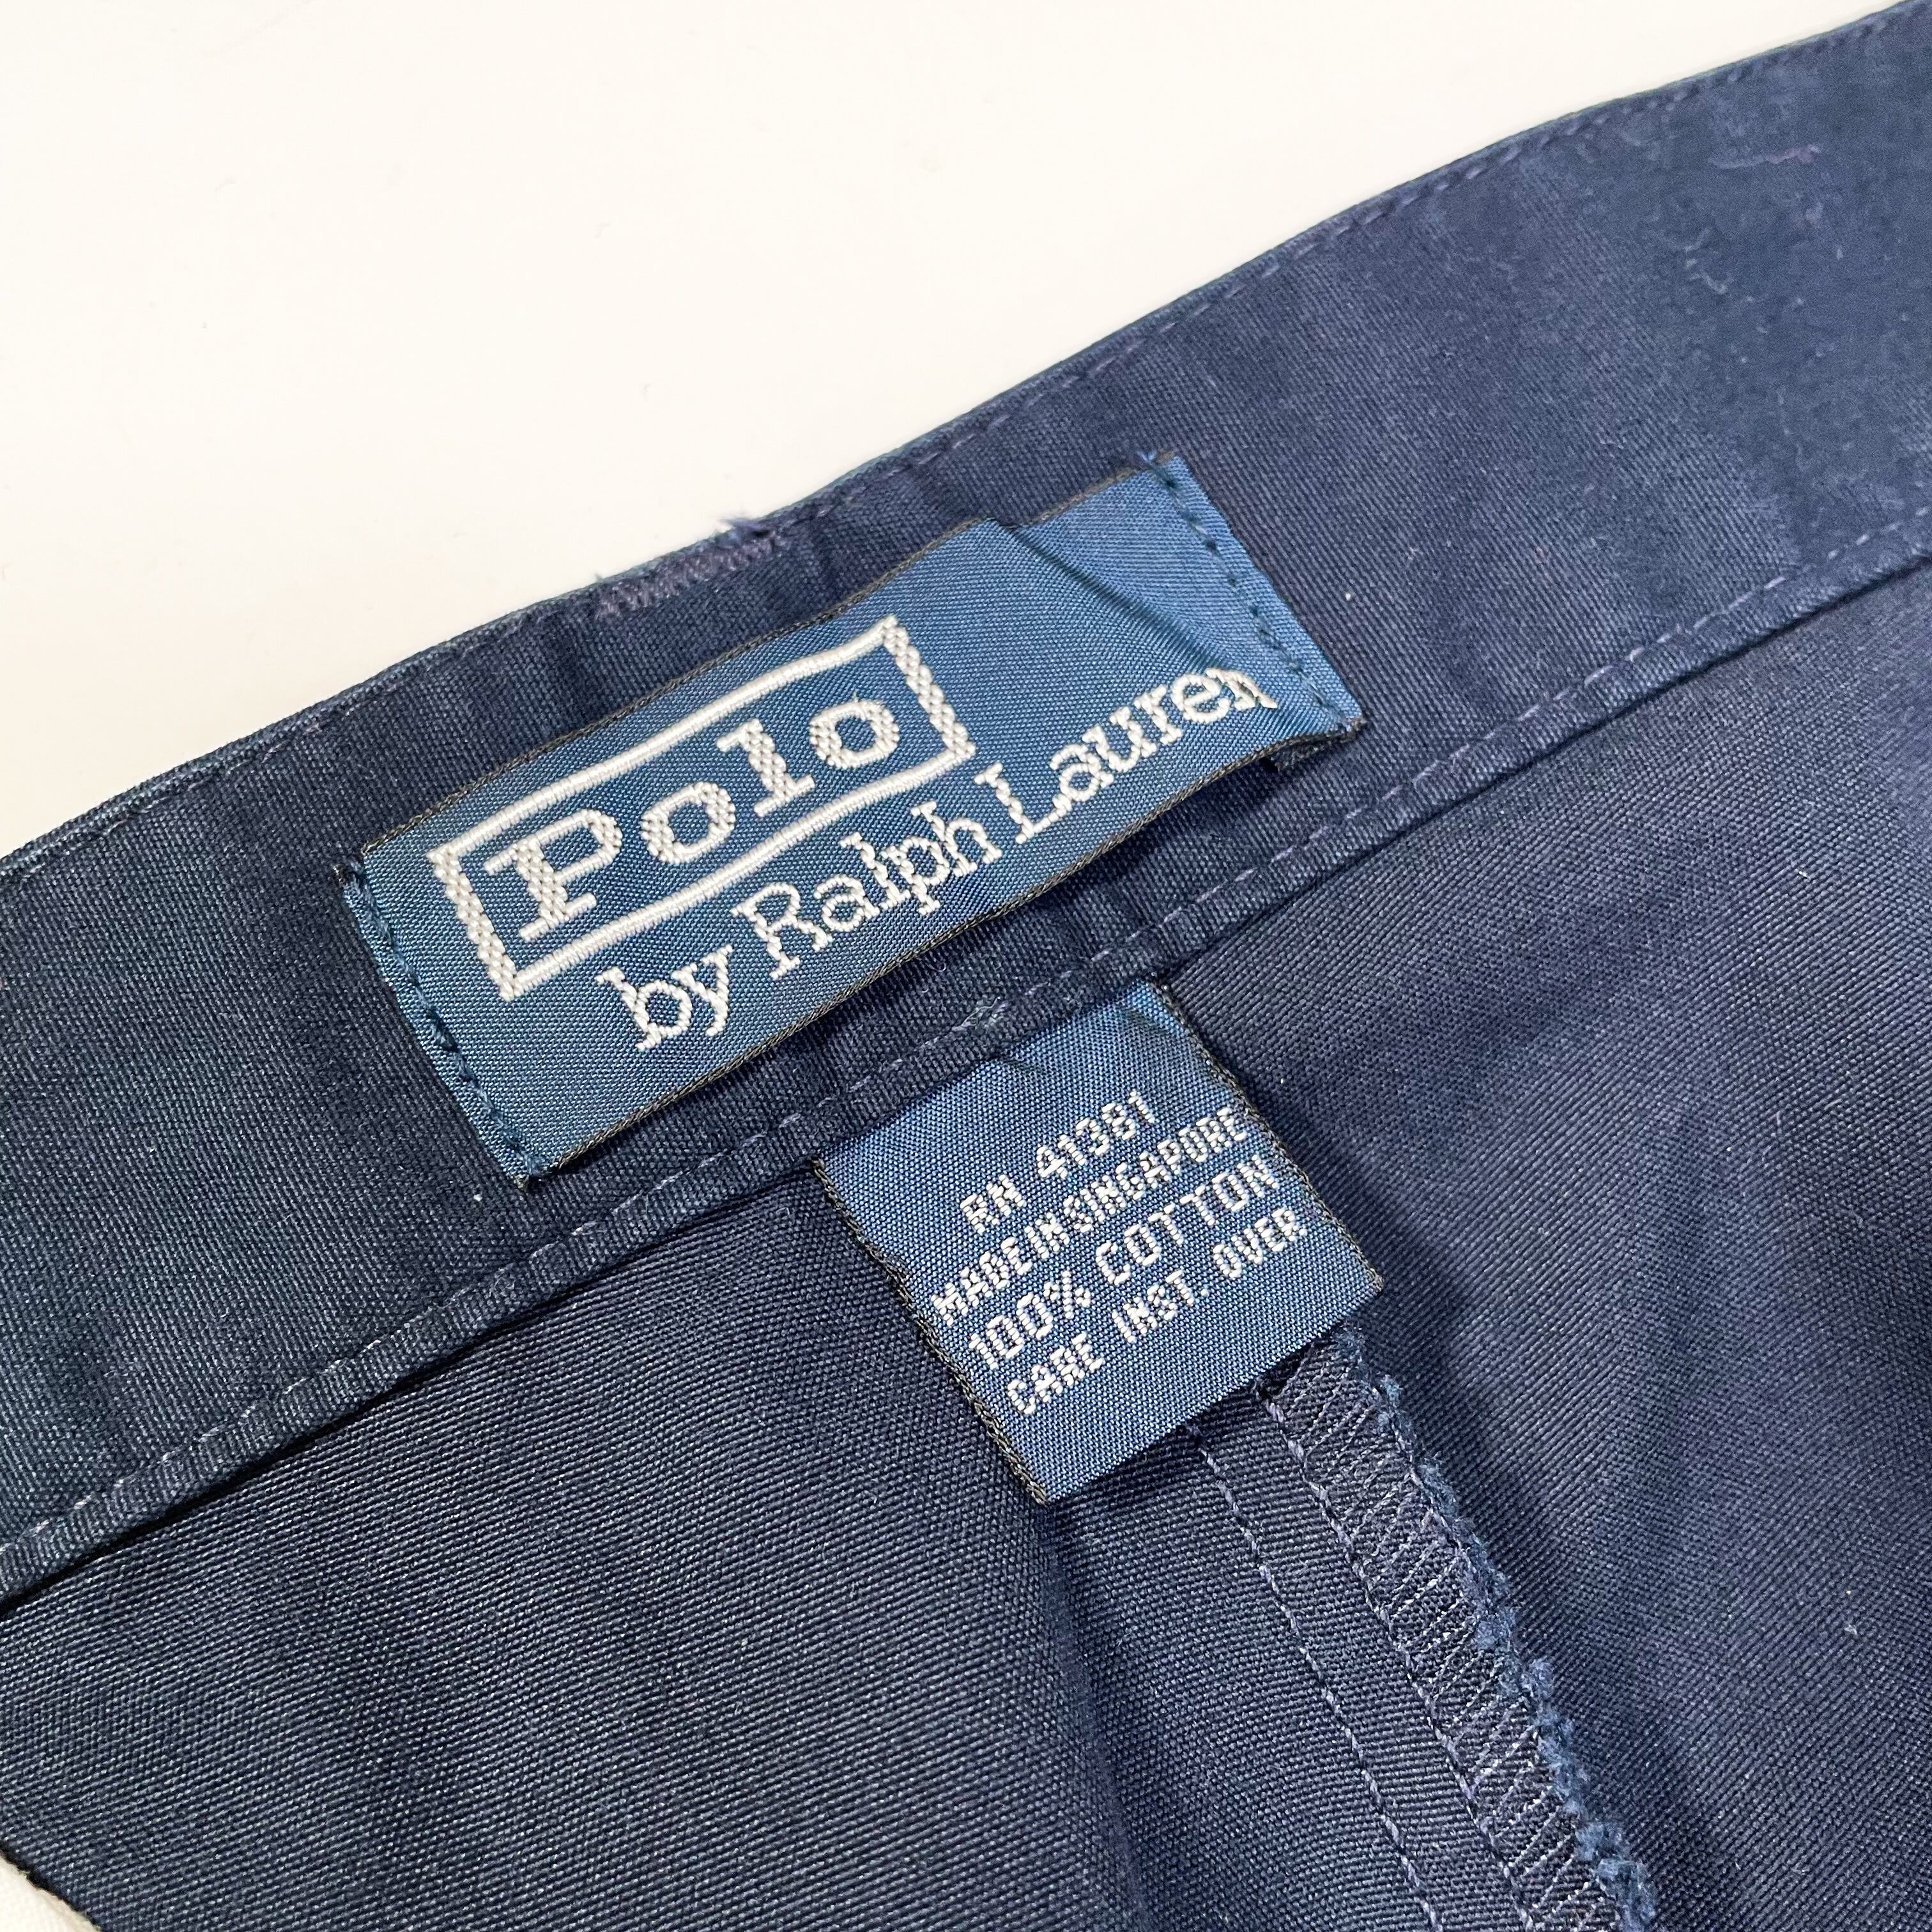 Polo
by Ralph Lauren
RN 41381
MADE IN SINGAPORE
100% COTTON
CARE INST. OVER